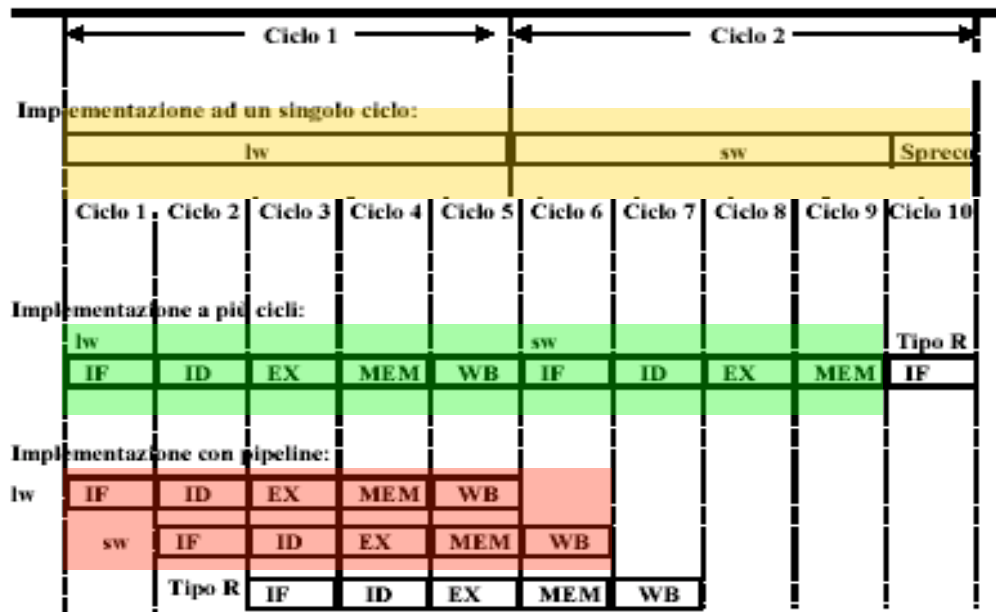 Ciclo 1 Ciclo 2
Implementazione ad un singolo ciclo:
lw sw Spreco
Ciclo 1 Ciclo 2 Ciclo 3 Ciclo 4 Ciclo 5 Ciclo 6 Ciclo 7 Ciclo 8 Ciclo 9 Ciclo 10
Implementazione a più cicli:
lw sw Tipo R
IF ID EX MEM WB IF ID EX MEM IF
Implementazione con pipeline:
lw IF ID EX MEM WB
sw IF ID EX MEM WB
Tipo R IF ID EX MEM WB